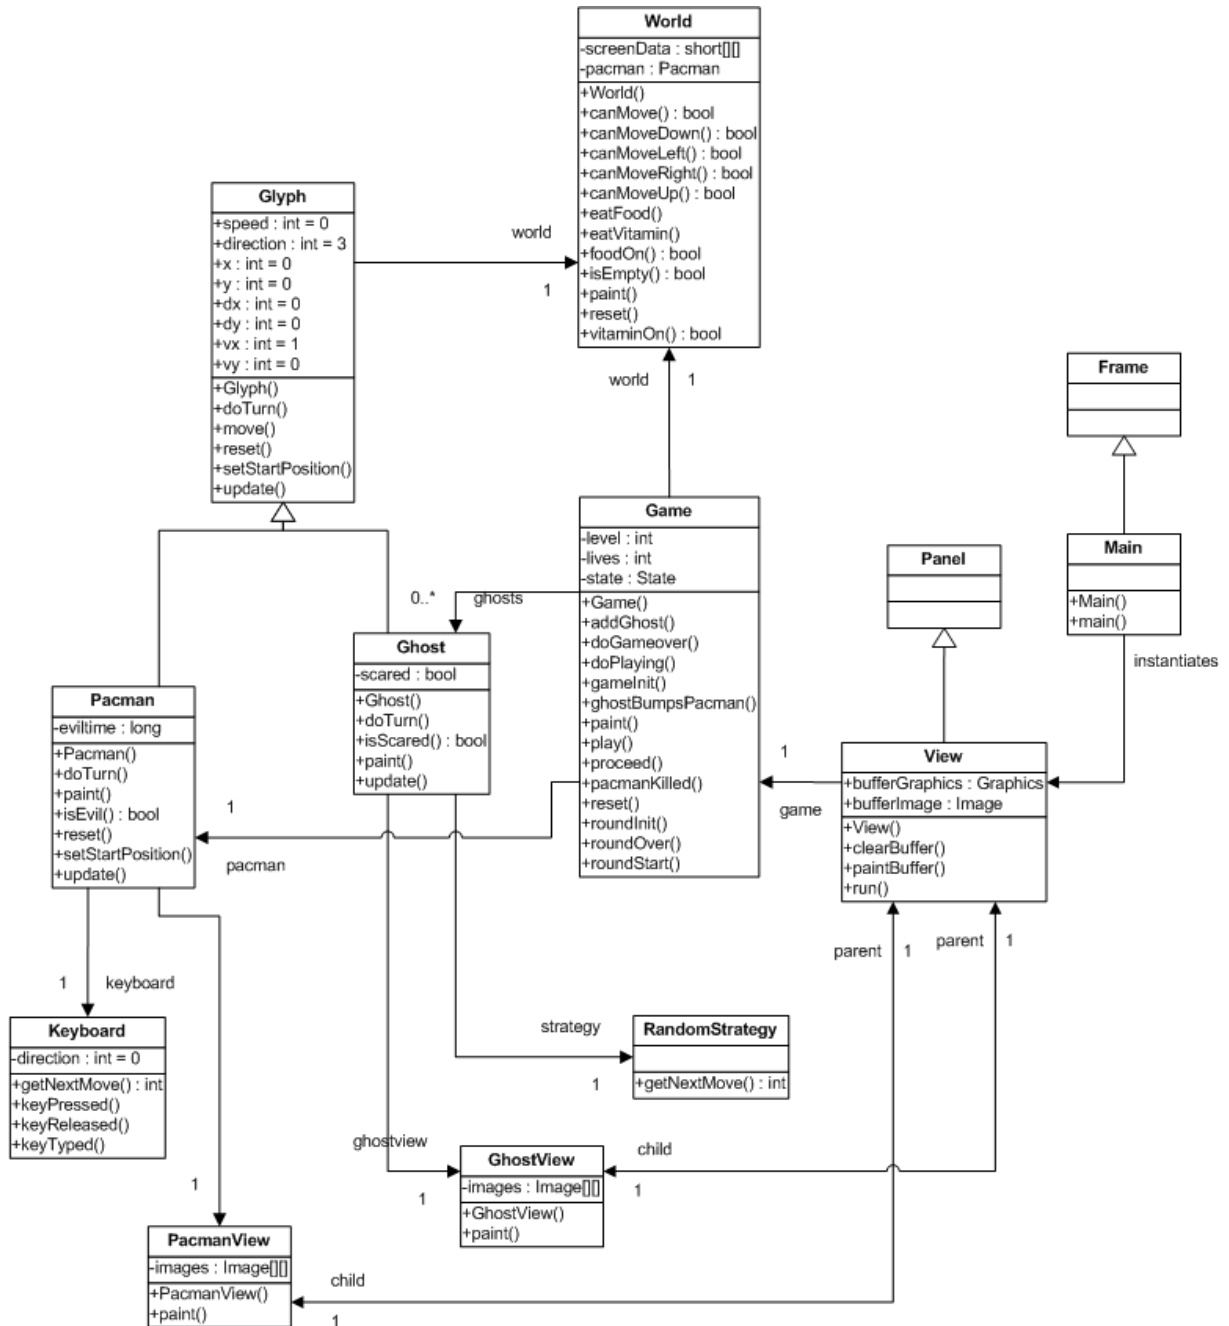 World
-screenData : short[][]
-pacman : Pacman
+World()
+canMove() : bool
+canMoveDown() : bool
+canMoveLeft() : bool
+canMoveRight() : bool
+canMoveUp() : bool
+eatFood()
+eatVitamin()
+foodOn() : bool
+isEmpty() : bool
+paint()
+reset()
+vitaminOn() : bool
Glyph
+speed : int = 0
+direction : int = 3
+x : int = 0
+y : int = 0
+dx : int = 0
+dy : int = 0
+vx : int = 1
+vy : int = 0
+Glyph()
+doTurn()
+move()
+reset()
+setStartPosition()
+update()
world
1
world
1
Frame
Game
-level : int
-lives : int
-state : State
+Game()
+addGhost()
+doGameover()
+doPlaying()
+gameInit()
+ghostBumpsPacman()
+paint()
+play()
+proceed()
+pacmanKilled()
+reset()
+roundInit()
+roundOver()
+roundStart()
Panel
Main
+Main()
+main()
instantiates
0..*
ghosts
Ghost
-scared : bool
+Ghost()
+doTurn()
+isScared() : bool
+paint()
+update()
Pacman
-eviltime : long
+Pacman()
+doTurn()
+paint()
+isEvil() : bool
+reset()
+setStartPosition()
+update()
1
pacman
1
game
View
+bufferGraphics : Graphics
+bufferImage : Image
+View()
+clearBuffer()
+paintBuffer()
+run()
parent
1
parent
1
1
keyboard
Keyboard
-direction : int = 0
+getNextMove() : int
+keyPressed()
+keyReleased()
+keyTyped()
strategy
1
RandomStrategy
+getNextMove() : int
ghostview
1
GhostView
-images : Image[][]
+GhostView()
+paint()
child
1
1
PacmanView
-images : Image[][]
+PacmanView()
+paint()
child
1